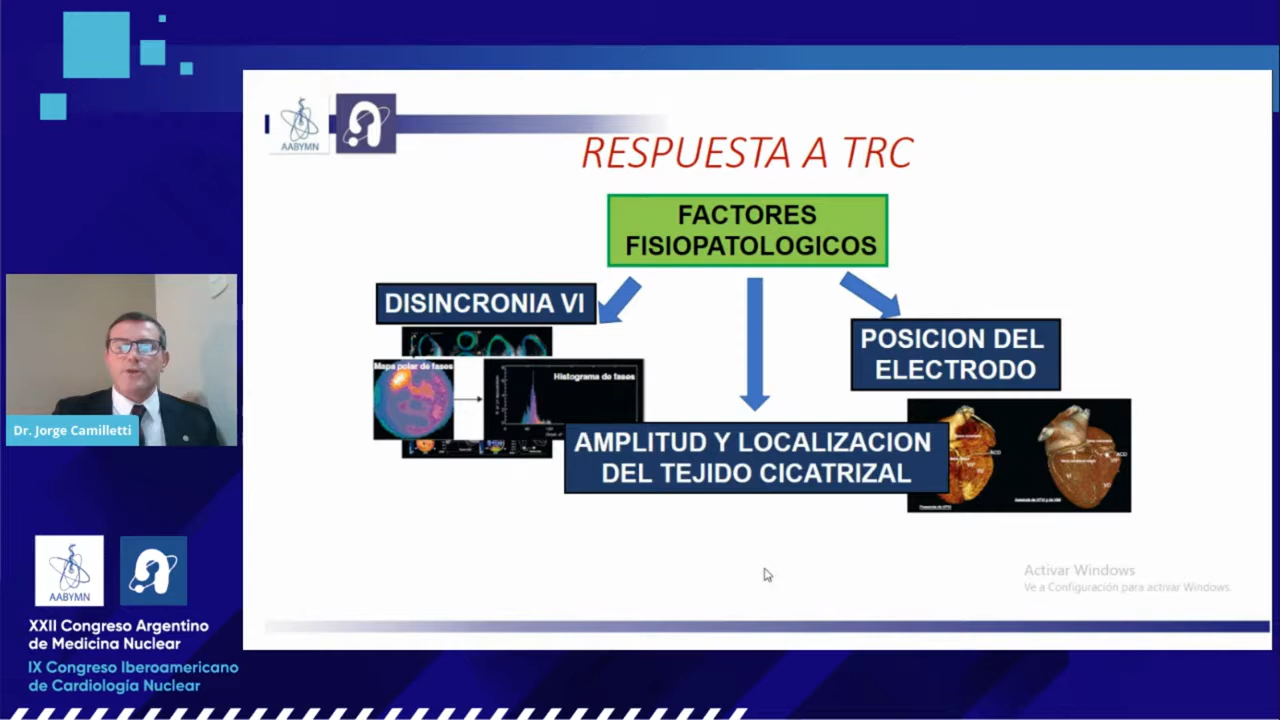 AABYMN
RESPUESTA A TRC
FACTORES
FISIOPATOLOGICOS
DISINCRONIA VI
Mapa polar de fases
Histograma de fases
POSICION DEL
ELECTRODO
AMPLITUD Y LOCALIZACION
DEL TEJIDO CICATRIZAL
Dr. Jorge Camilletti
Activar Windows
Ve a Configuración para activar Windows.
AABYMN
XXII Congreso Argentino
de Medicina Nuclear
IX Congreso Iberoamericano
de Cardiología Nuclear